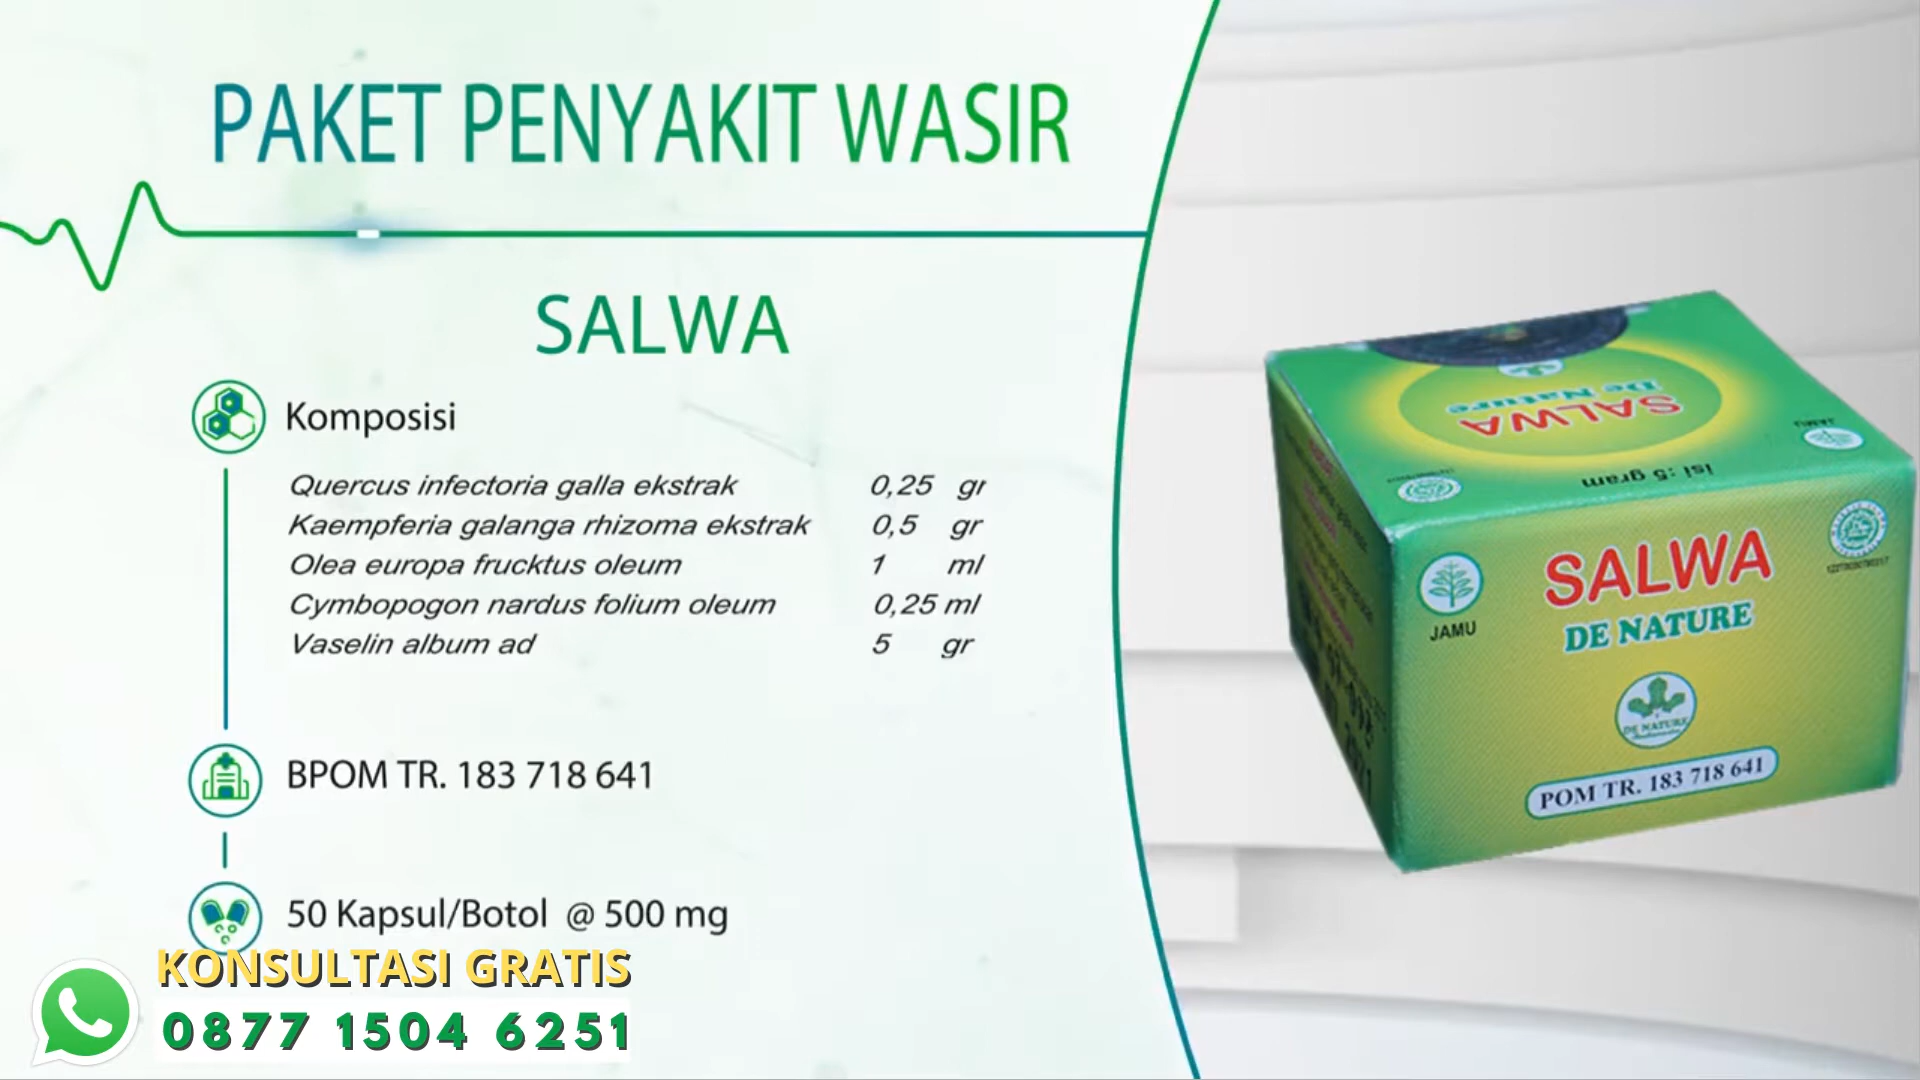 PAKET PENYAKIT WASIR
SALWA
Komposisi
Quercus infectoria galla ekstrak 0,25 gr
Kaempferia galanga rhizoma ekstrak 0,5 gr
Olea europa frucktus oleum 1 ml
Cymbopogon nardus folium oleum 0,25 ml
Vaselin album ad 5 gr
BPOM TR. 183 718 641
50 Kapsul/Botol @ 500 mg
KONSULTASI GRATIS
0877 1504 6251
SALWA
De Nature
JAMU
isi : 5 gram
SALWA
DE NATURE
JAMU
DE NATURE
POM TR. 183 718 641